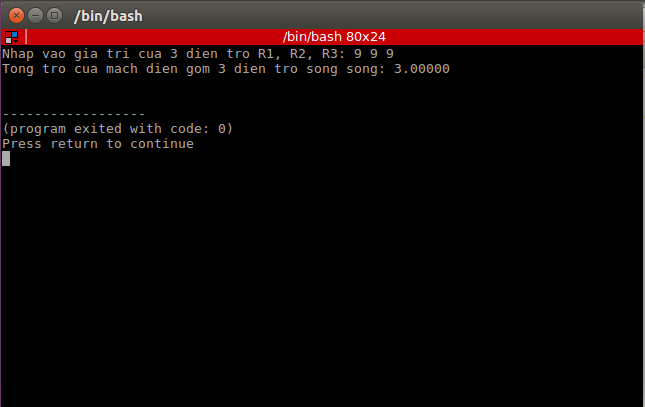 /bin/bash
/bin/bash 80x24
Nhap vao gia tri cua 3 dien tro R1, R2, R3: 9 9 9
Tong tro cua mach dien gom 3 dien tro song song: 3.00000
------------------
(program exited with code: 0)
Press return to continue